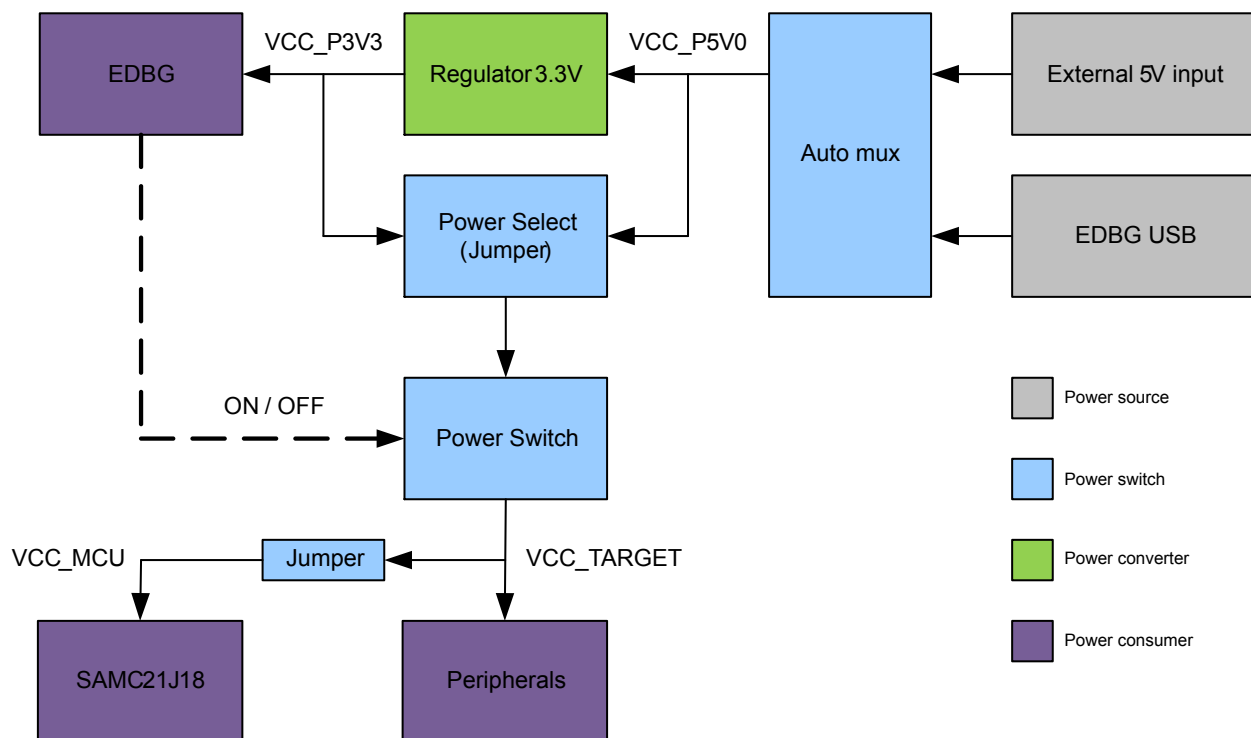 VCC_P3V3
VCC_P5V0
EDBG
Regulator 3.3V
External 5V input
Auto mux
Power Select
(Jumper)
EDBG USB
ON / OFF
Power Switch
Power source
Power switch
VCC_MCU
Jumper
VCC_TARGET
Power converter
Power consumer
SAMC21J18
Peripherals